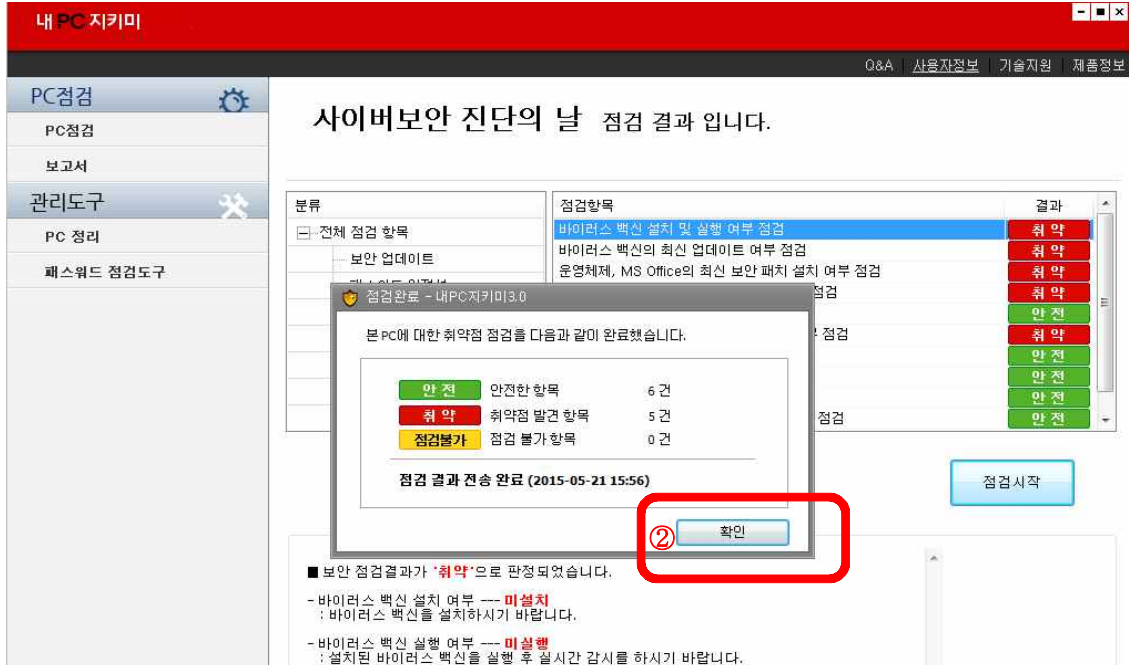 내PC지키미
Q&A 사용자정보 기술지원 제품정보
PC점검
PC점검
보고서
관리도구
PC 정리
패스워드 점검도구
사이버보안 진단의 날 점검 결과 입니다.
분류
전체 점검 항목
보안 업데이트
점검항목 결과
바이러스 백신 설치 및 실행 여부 점검 취 약
바이러스 백신의 최신 업데이트 여부 점검 취 약
운영체제, MS Office의 최신 보안 패치 설치 여부 점검 취 약
점검 취 약
안 전
점검 취 약
안 전
안 전
안 전
점검 안 전
점검완료 - 내PC지키미3.0
본 PC에 대한 취약점 점검을 다음과 같이 완료했습니다.
안 전 안전한 항목 6 건
취 약 취약점 발견 항목 5 건
점검불가 점검 불가 항목 0 건
점검 결과 전송 완료 (2015-05-21 15:56)
② 확인
점검시작
■ 보안 점검결과가 '취약'으로 판정되었습니다.
- 바이러스 백신 설치 여부 --- 미설치
: 바이러스 백신을 설치하시기 바랍니다.
- 바이러스 백신 실행 여부 --- 미실행
: 설치된 바이러스 백신을 실행 후 실시간 감시를 하시기 바랍니다.